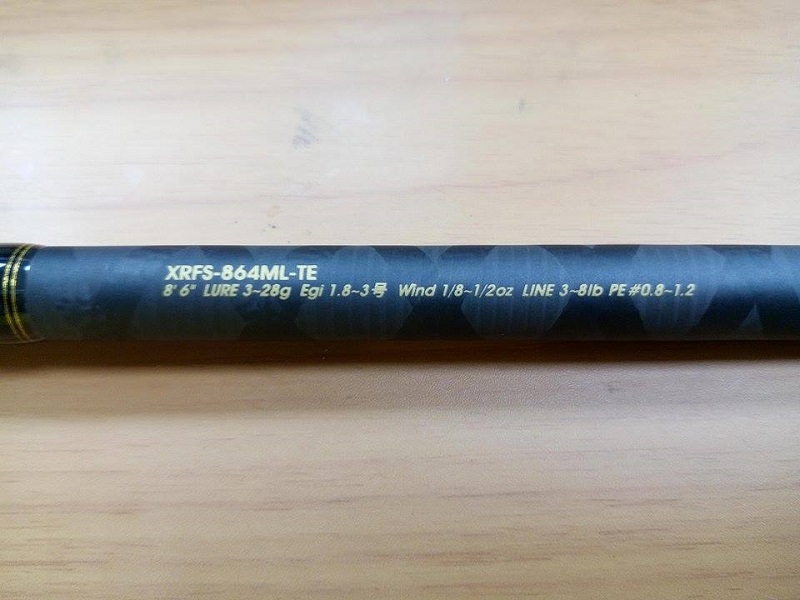 XRFS-864ML-TE
8'6" LURE 3~28g Egi 1.8~3号 Wind 1/8~1/2oz LINE 3~8lb PE #0.8~1.2